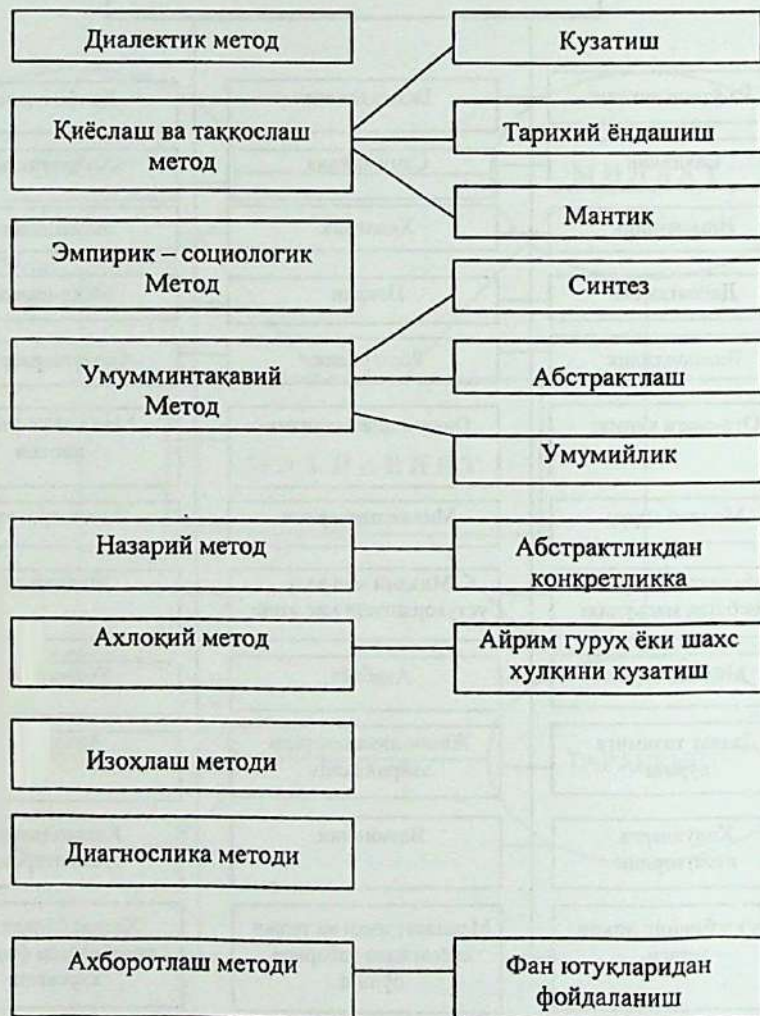 Диалектик метод
Кузатиш
Қиёслаш ва таққослаш
метод
Тарихий ёндашиш
Мантиқ
Эмпирик – социологик
Метод
Синтез
Умумминтақавий
Метод
Абстрактлаш
Умумийлик
Назарий метод
Абстрактликдан
конкретликка
Ахлоқий метод
Айрим гуруҳ ёки шахс
хулқини кузатиш
Изоҳлаш методи
Диагнослика методи
Ахборотлаш методи
Фан ютуқларидан
фойдаланиш